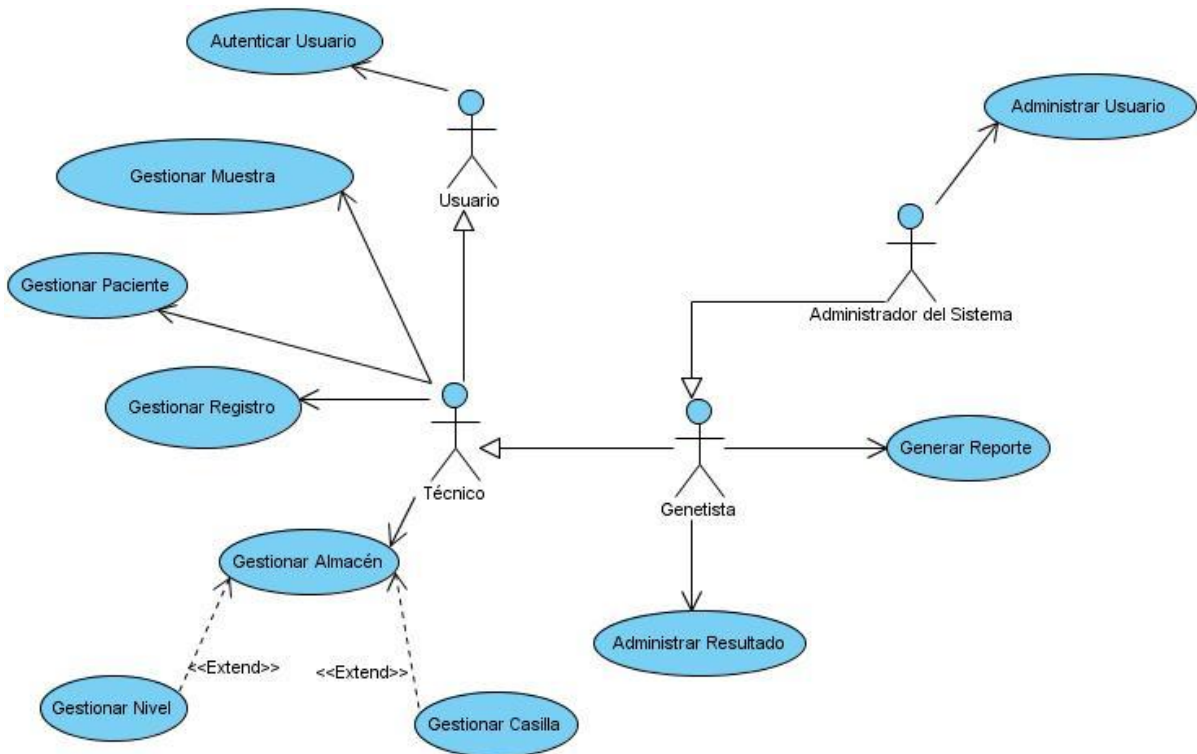 Autenticar Usuario
Administrar Usuario
Gestionar Muestra
Usuario
Gestionar Paciente
Administrador del Sistema
Gestionar Registro
Generar Reporte
Técnico
Genetista
Gestionar Almacén
Administrar Resultado
<<Extend>>
<<Extend>>
Gestionar Nivel
Gestionar Casilla